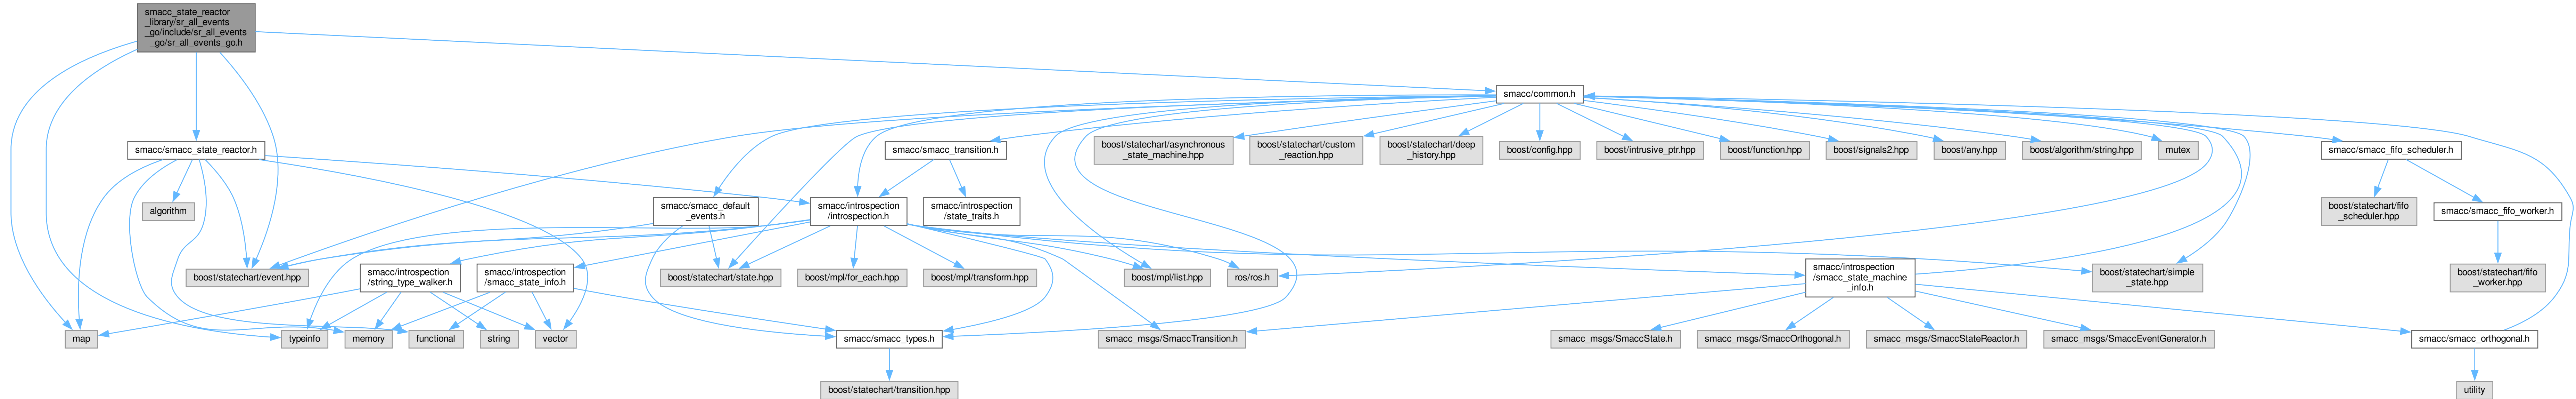 smacc_state_reactor
_library/sr_all_events
_go/include/sr_all_events
_go/sr_all_events_go.h
smacc/common.h
smacc/smacc_state_reactor.h
smacc/smacc_transition.h
boost/statechart/asynchronous
_state_machine.hpp
boost/statechart/custom
_reaction.hpp
boost/statechart/deep
_history.hpp
boost/config.hpp
boost/intrusive_ptr.hpp
boost/function.hpp
boost/signals2.hpp
boost/any.hpp
boost/algorithm/string.hpp
mutex
smacc/smacc_fifo_scheduler.h
algorithm
smacc/smacc_default
_events.h
smacc/introspection
/introspection.h
smacc/introspection
/state_traits.h
boost/statechart/fifo
_scheduler.hpp
smacc/smacc_fifo_worker.h
boost/statechart/event.hpp
smacc/introspection
/string_type_walker.h
smacc/introspection
/smacc_state_info.h
boost/statechart/state.hpp
boost/mpl/for_each.hpp
boost/mpl/transform.hpp
boost/mpl/list.hpp
ros/ros.h
smacc/introspection
/smacc_state_machine
_info.h
boost/statechart/simple
_state.hpp
boost/statechart/fifo
_worker.hpp
map
typeinfo
memory
functional
string
vector
smacc/smacc_types.h
smacc_msgs/SmaccTransition.h
smacc_msgs/SmaccState.h
smacc_msgs/SmaccOrthogonal.h
smacc_msgs/SmaccStateReactor.h
smacc_msgs/SmaccEventGenerator.h
smacc/smacc_orthogonal.h
boost/statechart/transition.hpp
utility